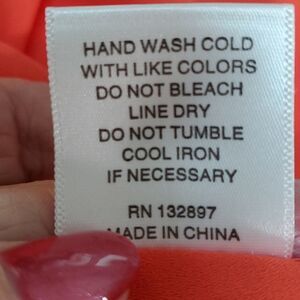 HAND WASH COLD
WITH LIKE COLORS
DO NOT BLEACH
LINE DRY
DO NOT TUMBLE
COOL IRON
IF NECESSARY
RN 132897
MADE IN CHINA